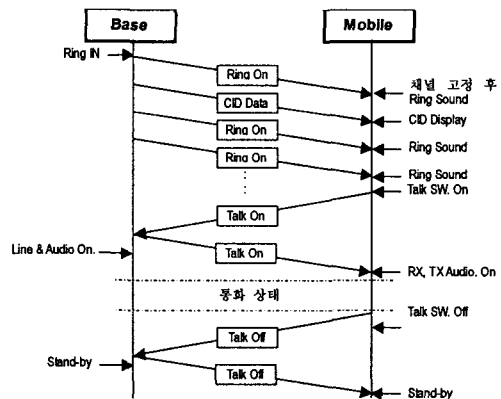 Base
Mobile
Ring IN
Ring On
채널 고정 후
Ring Sound
CID Data
CID Display
Ring On
Ring Sound
Ring On
Ring Sound
Talk SW. On
Talk On
Line & Audio On.
Talk On
RX, TX Audio. On
통화 상태
Talk SW. Off
Talk Off
Stand-by
Talk Off
Stand-by